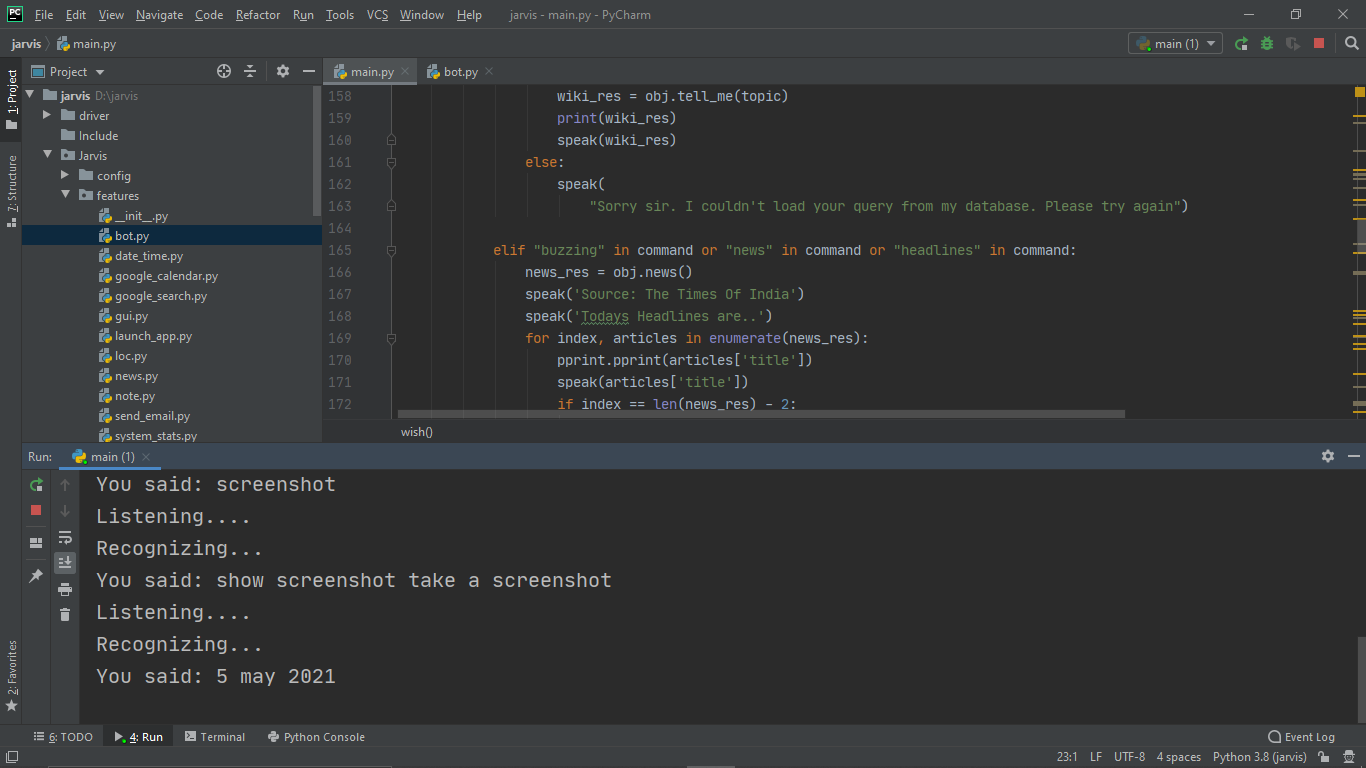 PC File Edit View Navigate Code Refactor Run Tools VCS Window Help jarvis - main.py - PyCharm
jarvis main.py main (1)
1: Project
7: Structure
2: Favorites
Project
jarvis D:\jarvis
driver
Include
Jarvis
config
features
__init__.py
bot.py
date_time.py
google_calendar.py
google_search.py
gui.py
launch_app.py
loc.py
news.py
note.py
send_email.py
system_stats.py
main.py bot.py
158 wiki_res = obj.tell_me(topic)
159 print(wiki_res)
160 speak(wiki_res)
161 else:
162 speak(
163 "Sorry sir. I couldn't load your query from my database. Please try again")
164
165 elif "buzzing" in command or "news" in command or "headlines" in command:
166 news_res = obj.news()
167 speak('Source: The Times Of India')
168 speak('Todays Headlines are..')
169 for index, articles in enumerate(news_res):
170 pprint.pprint(articles['title'])
171 speak(articles['title'])
172 if index == len(news_res) - 2:
wish()
Run: main (1)
You said: screenshot
Listening....
Recognizing...
You said: show screenshot take a screenshot
Listening....
Recognizing...
You said: 5 may 2021
6: TODO 4: Run Terminal Python Console Event Log
23:1 LF UTF-8 4 spaces Python 3.8 (jarvis)